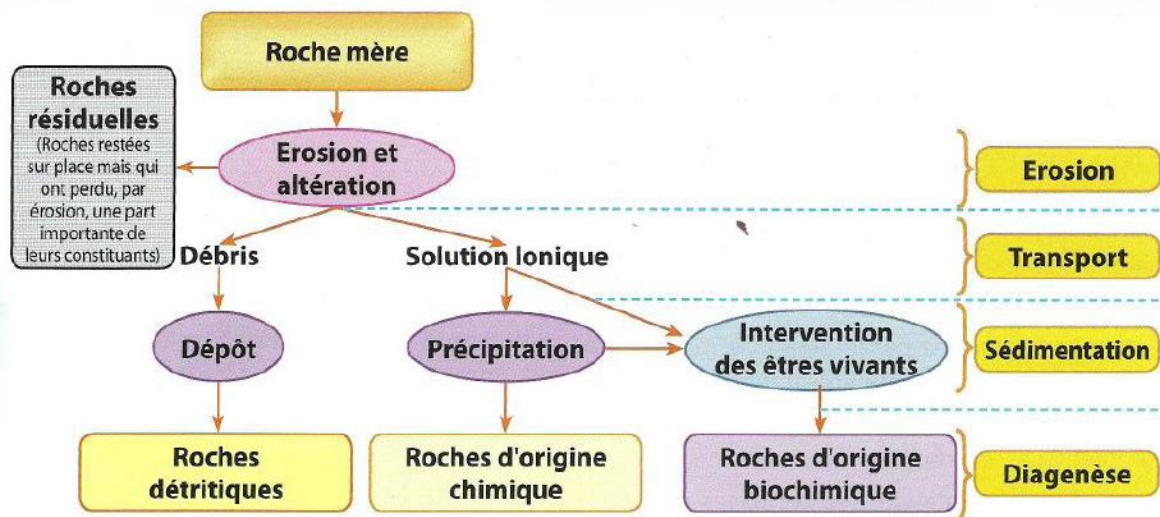 Roche mère
Roches
résiduelles
(Roches restées
sur place mais qui
ont perdu, par
érosion, une part
importante de
leurs constituants)
Erosion et
altération
Erosion
Débris
Solution Ionique
Transport
Dépôt
Précipitation
Intervention
des êtres vivants
Sédimentation
Roches
détritiques
Roches d'origine
chimique
Roches d'origine
biochimique
Diagenèse